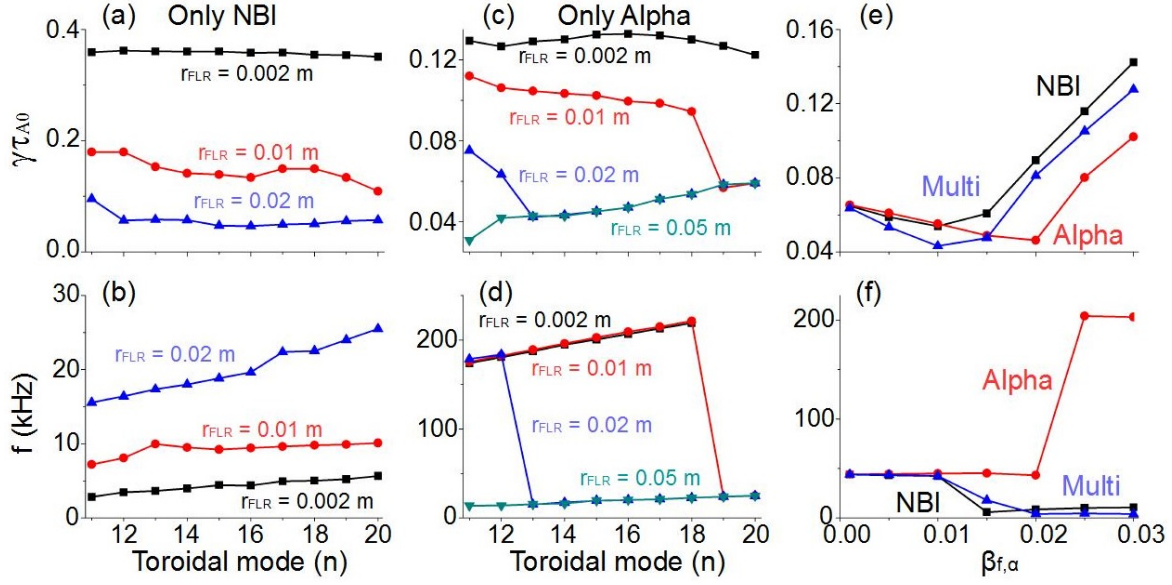 (a) Only NBI
0.4
0.2
0.0
γτA0
rFLR = 0.002 m
rFLR = 0.01 m
rFLR = 0.02 m
(c) Only Alpha
0.12
0.08
0.04
rFLR = 0.002 m
rFLR = 0.01 m
rFLR = 0.02 m
rFLR = 0.05 m
(e)
0.16
0.12
0.08
0.04
NBI
Multi
Alpha
(b)
30
20
10
0
f (kHz)
rFLR = 0.02 m
rFLR = 0.01 m
rFLR = 0.002 m
12 14 16 18 20
Toroidal mode (n)
(d)
200
100
0
rFLR = 0.002 m
rFLR = 0.01 m
rFLR = 0.02 m
rFLR = 0.05 m
12 14 16 18 20
Toroidal mode (n)
(f)
200
100
0
Alpha
NBI
Multi
0.00 0.01 0.02 0.03
βf,α